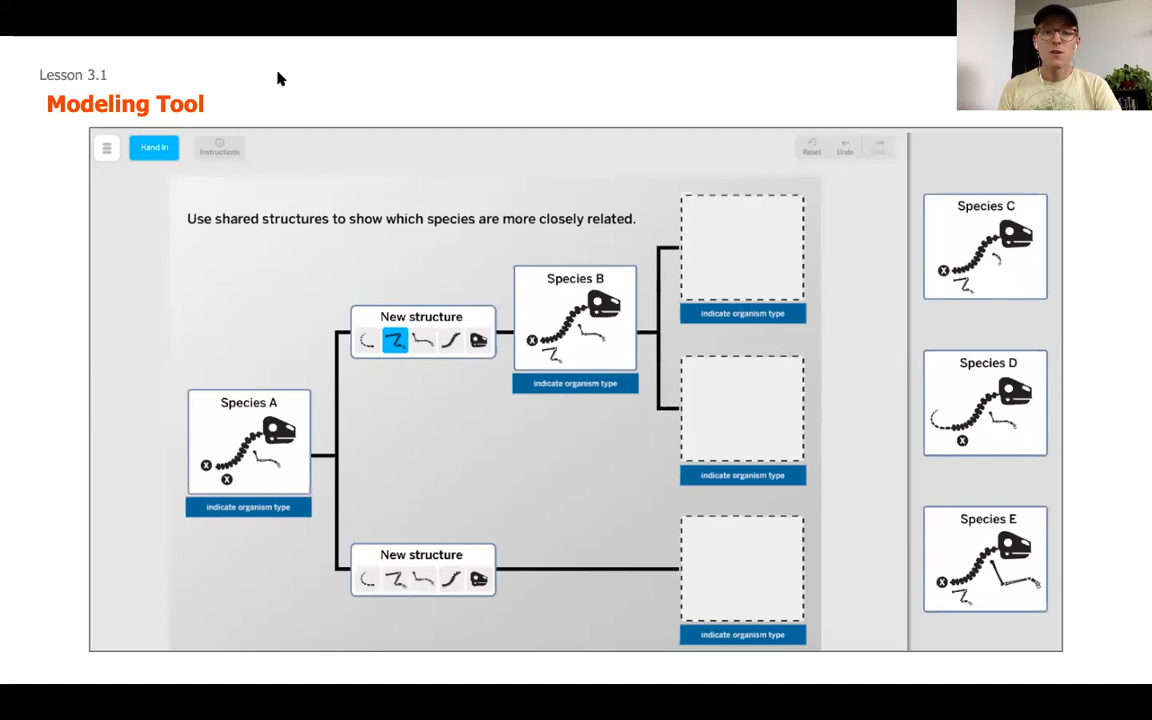 Lesson 3.1
Modeling Tool
Hand In
Instructions
Reset
Undo
Use shared structures to show which species are more closely related.
Species C
Species B
New structure
indicate organism type
X
X
Species D
indicate organism type
Species A
X
X
X
indicate organism type
indicate organism type
Species E
New structure
X
indicate organism type